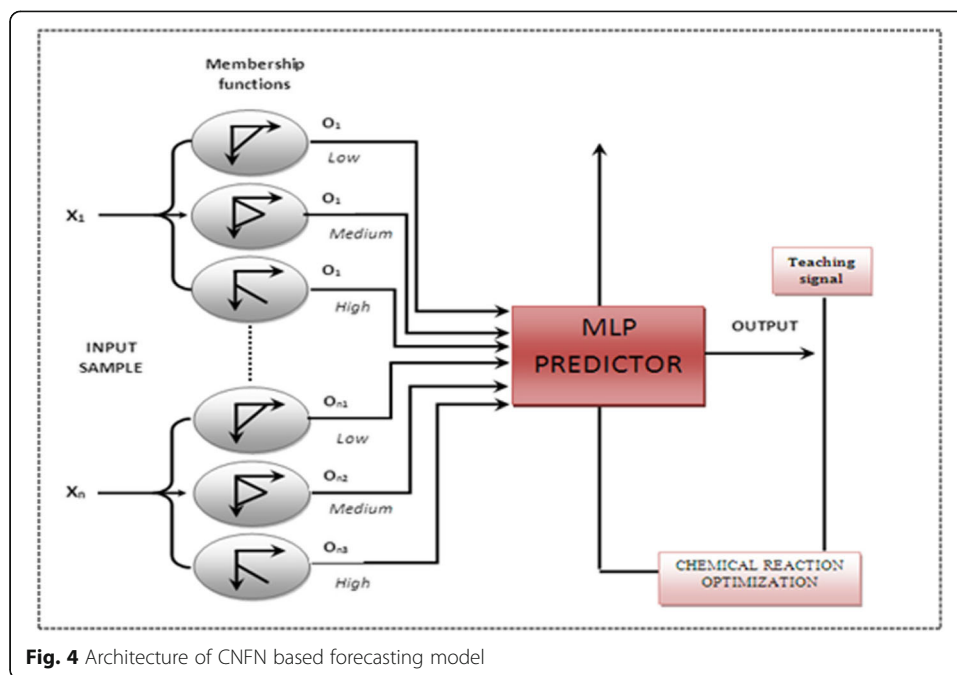 Membership
functions
O₁
Low
X₁
O₁
Medium
O₁
High
INPUT
SAMPLE
Oₙ₁
Low
Xₙ
Oₙ₂
Medium
Oₙ₃
High
MLP
PREDICTOR
OUTPUT
Teaching
signal
CHEMICAL REACTION
OPTIMIZATION
Fig. 4 Architecture of CNFN based forecasting model